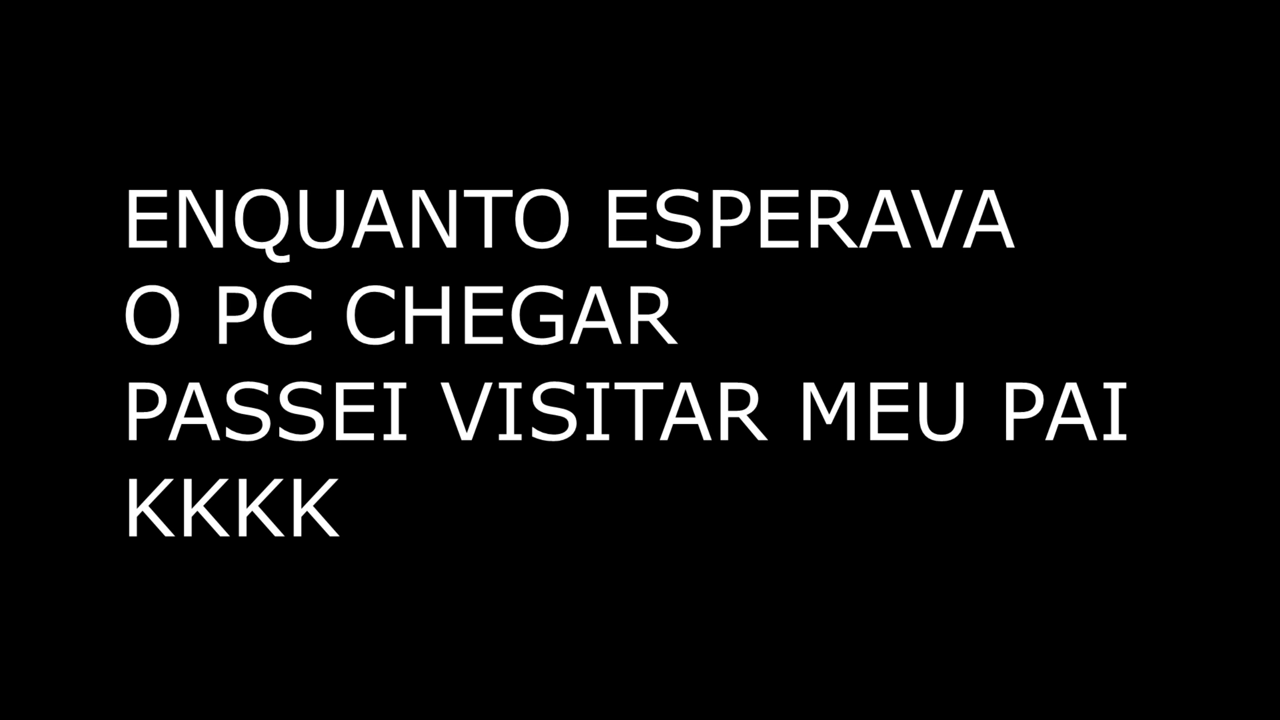 ENQUANTO ESPERAVA
O PC CHEGAR
PASSEI VISITAR MEU PAI
KKKK